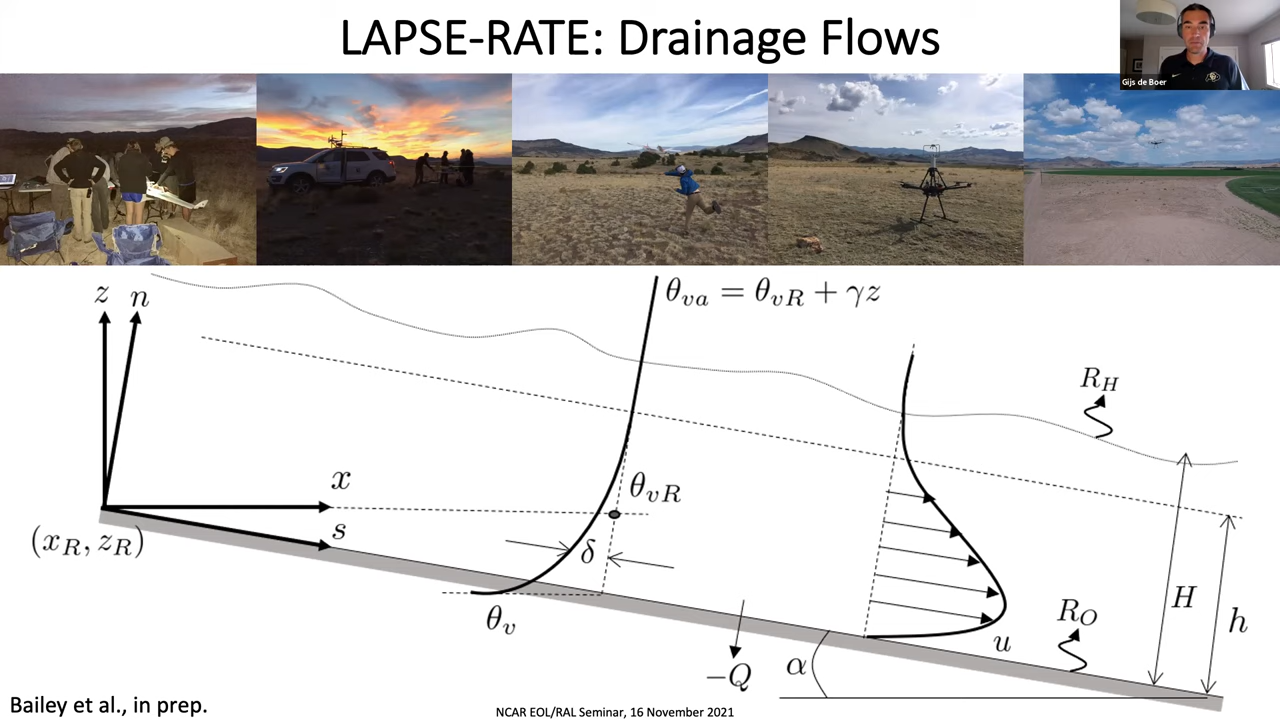 LAPSE-RATE: Drainage Flows
Gijs de Boer
z
n
θ_va = θ_vR + γz
R_H
x
θ_vR
s
(x_R, z_R)
δ
H
h
θ_v
R_O
u
α
−Q
Bailey et al., in prep.
NCAR EOL/RAL Seminar, 16 November 2021